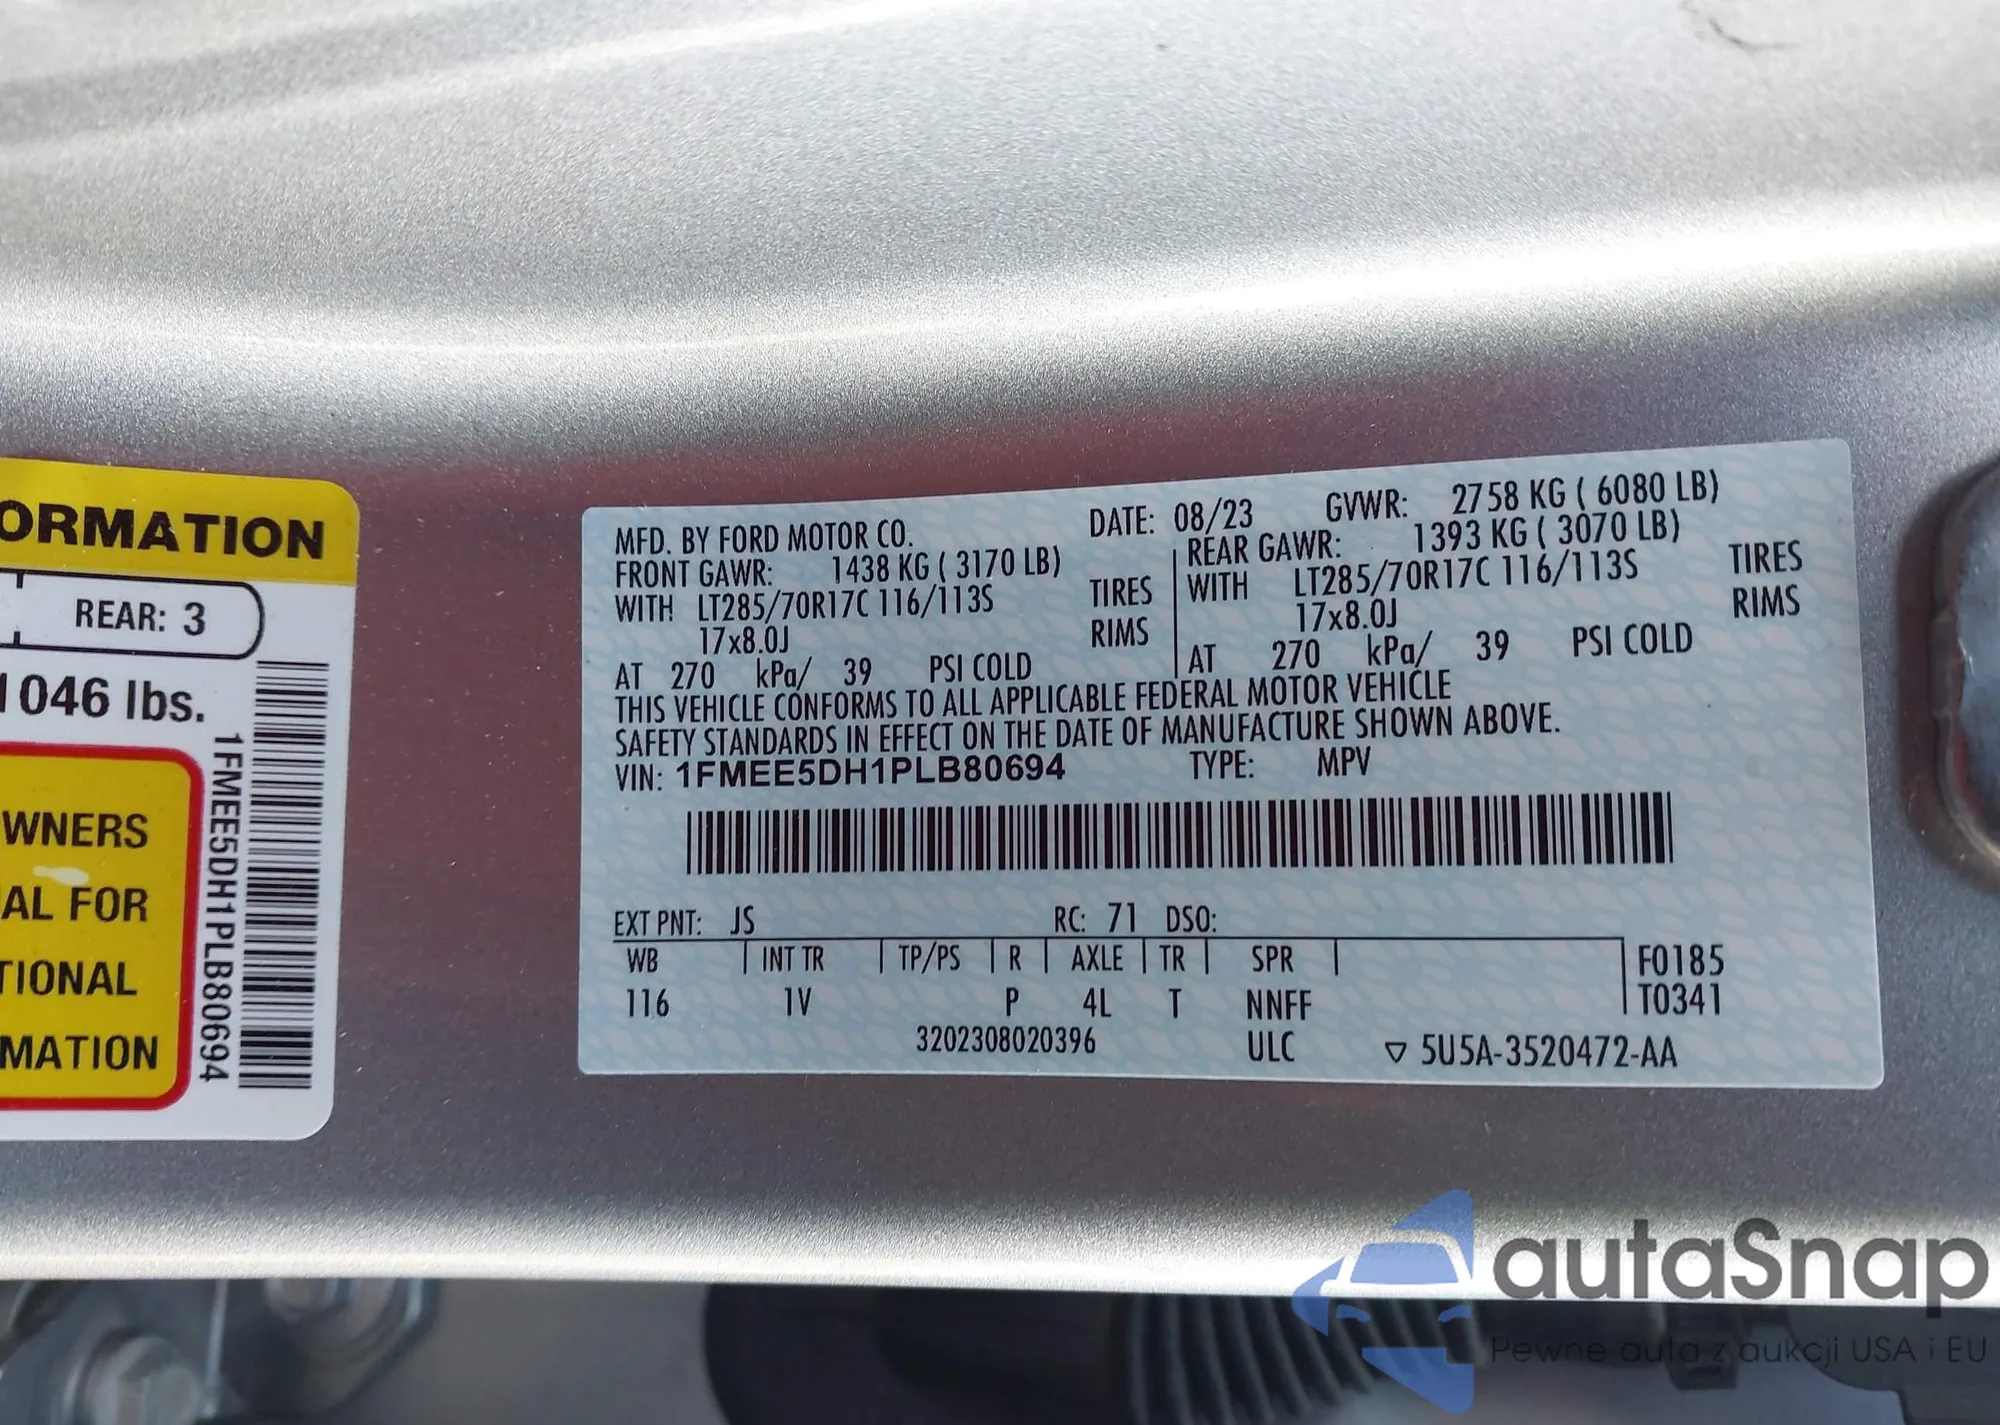 ORMATION
REAR: 3
1046 lbs.
WNERS
AL FOR
TIONAL
MATION
1FMEE5DH1PLB80694
MFD. BY FORD MOTOR CO. DATE: 08/23 GVWR: 2758 KG ( 6080 LB)
FRONT GAWR: 1438 KG ( 3170 LB) REAR GAWR: 1393 KG ( 3070 LB)
WITH LT285/70R17C 116/113S TIRES WITH LT285/70R17C 116/113S TIRES
17x8.0J RIMS 17x8.0J RIMS
AT 270 kPa/ 39 PSI COLD AT 270 kPa/ 39 PSI COLD
THIS VEHICLE CONFORMS TO ALL APPLICABLE FEDERAL MOTOR VEHICLE
SAFETY STANDARDS IN EFFECT ON THE DATE OF MANUFACTURE SHOWN ABOVE.
VIN: 1FMEE5DH1PLB80694 TYPE: MPV
EXT PNT: JS RC: 71 DSO:
WB INT TR TP/PS R AXLE TR SPR F0185
116 1V P 4L T NNFF T0341
3202308020396 ULC ▽ 5U5A-3520472-AA
autaSnap
Pewne auta z aukcji USA i EU